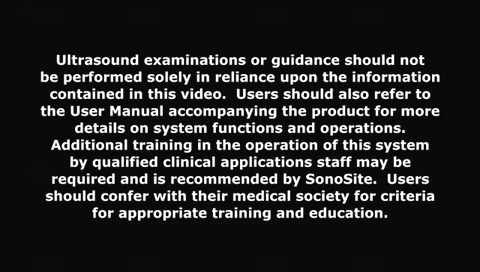 Ultrasound examinations or guidance should not
be performed solely in reliance upon the information
contained in this video.  Users should also refer to
the User Manual accompanying the product for more
details on system functions and operations.
Additional training in the operation of this system
by qualified clinical applications staff may be
required and is recommended by SonoSite.  Users
should confer with their medical society for criteria
for appropriate training and education.